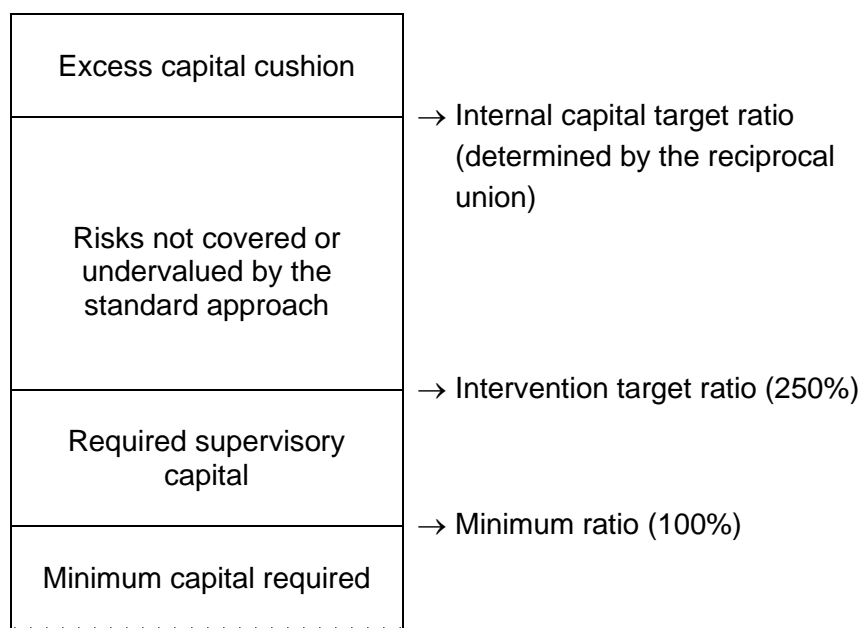 Excess capital cushion
→ Internal capital target ratio
(determined by the reciprocal
union)
Risks not covered or
undervalued by the
standard approach
→ Intervention target ratio (250%)
Required supervisory
capital
→ Minimum ratio (100%)
Minimum capital required